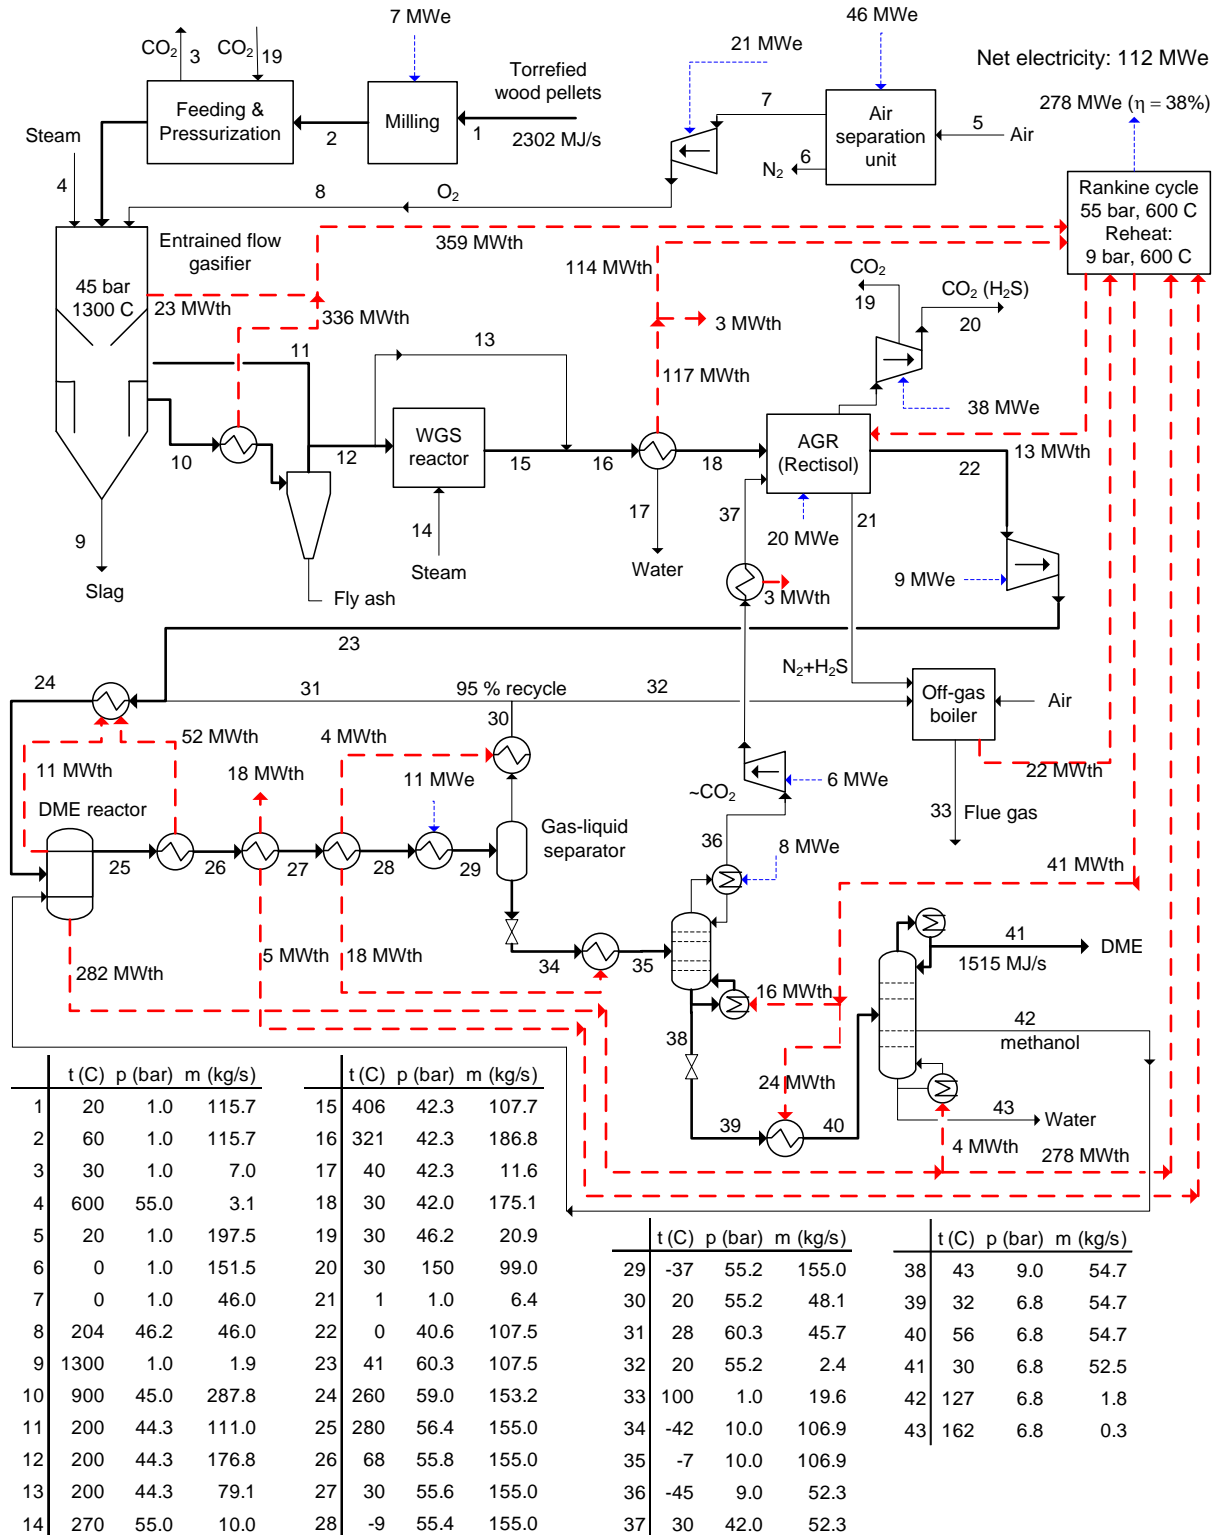 7 MWe
46 MWe
21 MWe
Net electricity: 112 MWe
CO2
3
CO2
19
Torrefied
wood pellets
7
278 MWe (η = 38%)
Feeding &
Pressurization
Milling
2
1
2302 MJ/s
Air
separation
unit
5
Air
6
N2
Steam
4
8
O2
Rankine cycle
55 bar, 600 C
Reheat:
9 bar, 600 C
Entrained flow
gasifier
359 MWth
45 bar
1300 C
23 MWth
336 MWth
114 MWth
CO2
19
CO2 (H2S)
20
3 MWth
11
13
117 MWth
38 MWe
WGS
reactor
AGR
(Rectisol)
13 MWth
10
12
15
16
18
22
9
14
17
37
20 MWe
21
Slag
Steam
Water
3 MWth
9 MWe
Fly ash
23
N2+H2S
24
31
95 % recycle
32
Off-gas
boiler
Air
30
52 MWth
4 MWth
11 MWth
18 MWth
11 MWe
22 MWth
6 MWe
~CO2
DME reactor
Gas-liquid
separator
33
Flue gas
36
8 MWe
25
26
27
28
29
41 MWth
41
DME
1515 MJ/s
282 MWth
5 MWth
18 MWth
34
35
16 MWth
38
42
methanol
24 MWth
39
40
43
Water
4 MWth
278 MWth
t (C) p (bar) m (kg/s)
1 20 1.0 115.7
2 60 1.0 115.7
3 30 1.0 7.0
4 600 55.0 3.1
5 20 1.0 197.5
6 0 1.0 151.5
7 0 1.0 46.0
8 204 46.2 46.0
9 1300 1.0 1.9
10 900 45.0 287.8
11 200 44.3 111.0
12 200 44.3 176.8
13 200 44.3 79.1
14 270 55.0 10.0
t (C) p (bar) m (kg/s)
15 406 42.3 107.7
16 321 42.3 186.8
17 40 42.3 11.6
18 30 42.0 175.1
19 30 46.2 20.9
20 30 150 99.0
21 1 1.0 6.4
22 0 40.6 107.5
23 41 60.3 107.5
24 260 59.0 153.2
25 280 56.4 155.0
26 68 55.8 155.0
27 30 55.6 155.0
28 -9 55.4 155.0
t (C) p (bar) m (kg/s)
29 -37 55.2 155.0
30 20 55.2 48.1
31 28 60.3 45.7
32 20 55.2 2.4
33 100 1.0 19.6
34 -42 10.0 106.9
35 -7 10.0 106.9
36 -45 9.0 52.3
37 30 42.0 52.3
t (C) p (bar) m (kg/s)
38 43 9.0 54.7
39 32 6.8 54.7
40 56 6.8 54.7
41 30 6.8 52.5
42 127 6.8 1.8
43 162 6.8 0.3